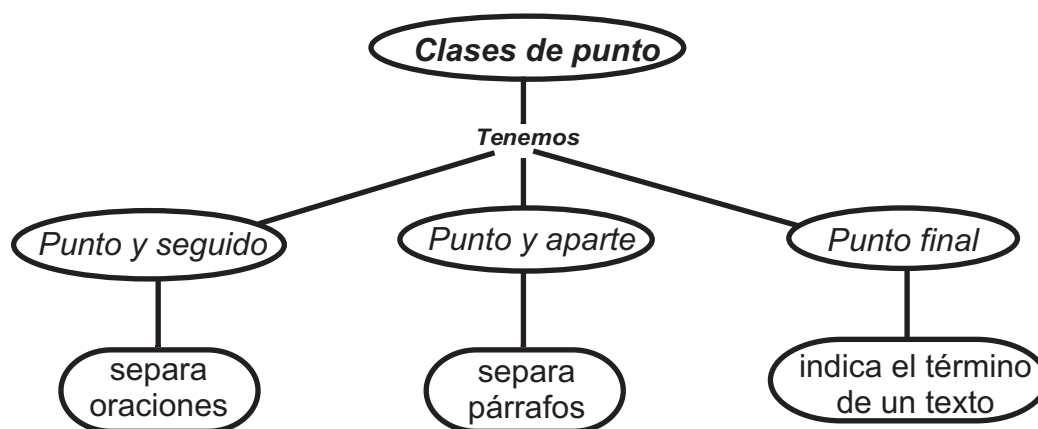 Clases de punto
Tenemos
Punto y seguido
Punto y aparte
Punto final
separa
oraciones
separa
párrafos
indica el término
de un texto